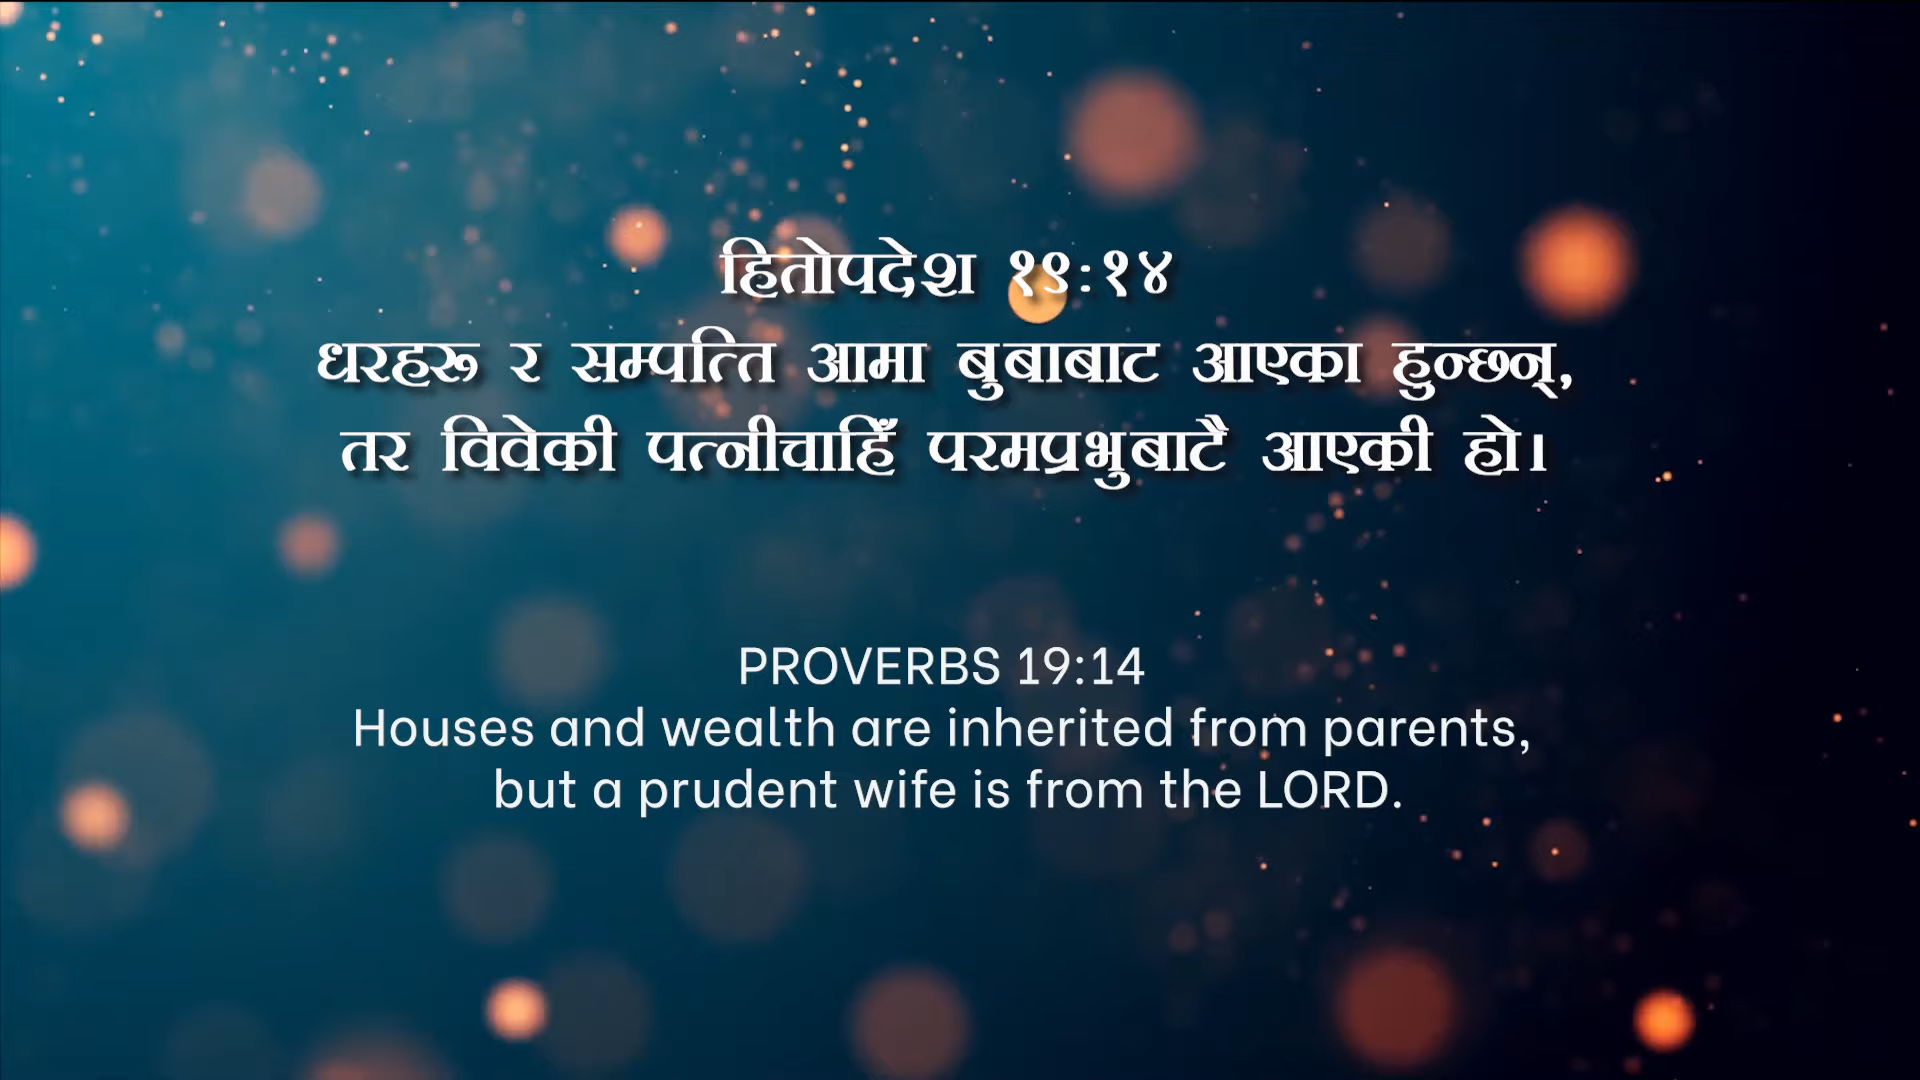 हितोपदेश १९:१४
धरहरू र सम्पत्ति आमा बुबाबाट आएका हुन्छन्,
तर विवेकी पत्नीचाहिँ परमप्रभुबाटै आएकी हो।
PROVERBS 19:14
Houses and wealth are inherited from parents,
but a prudent wife is from the LORD.